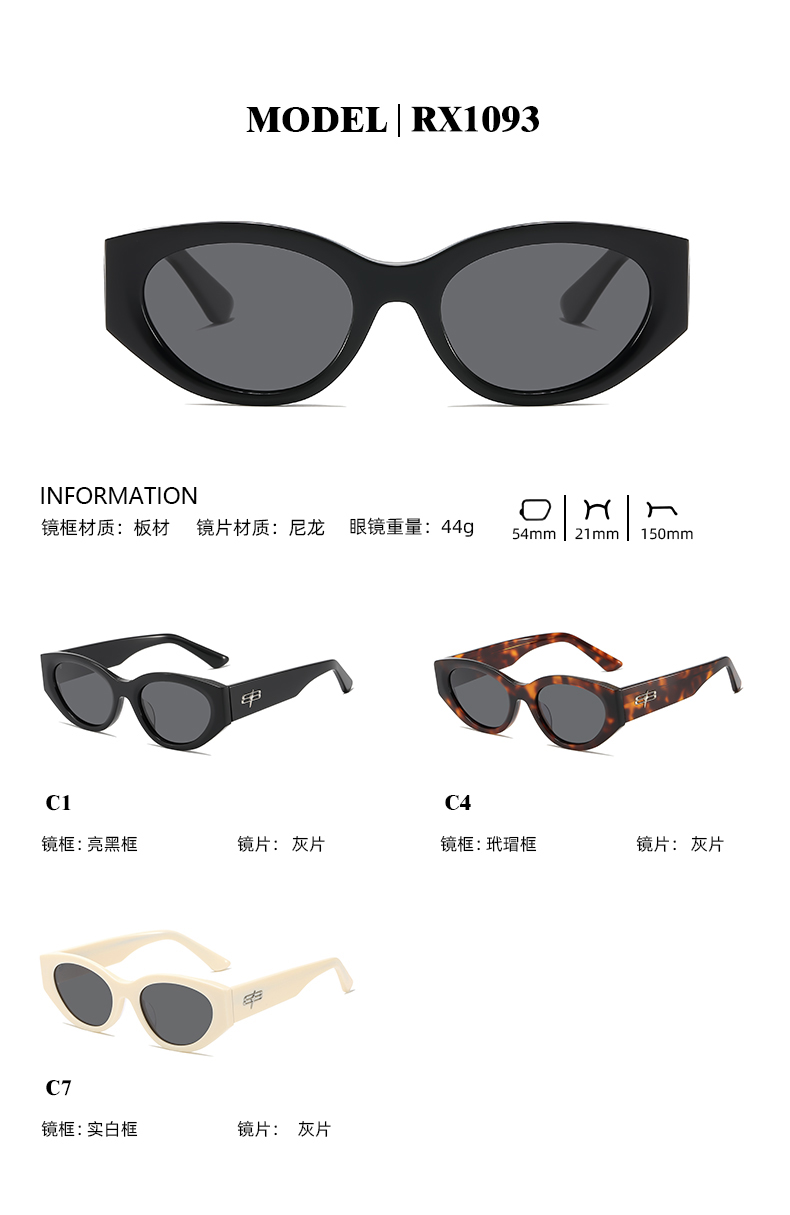 MODEL | RX1093
INFORMATION
镜框材质：板材 镜片材质：尼龙 眼镜重量：44g
54mm 21mm 150mm
C1
镜框：亮黑框 镜片： 灰片
C4
镜框：玳瑁框 镜片： 灰片
C7
镜框：实白框 镜片： 灰片